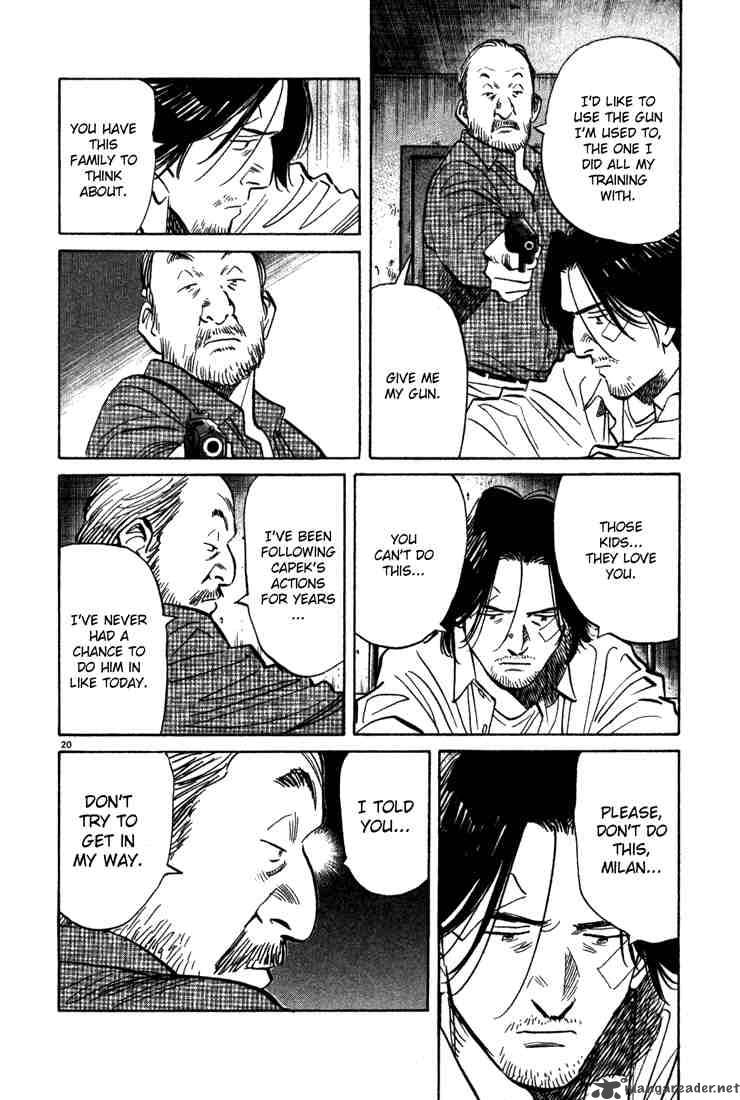 I'D LIKE TO
USE THE GUN
I'M USED TO,
THE ONE I
DID ALL MY
TRAINING
WITH.
GIVE ME
MY GUN.
YOU HAVE
THIS
FAMILY TO
THINK
ABOUT.
THOSE
KIDS...
THEY LOVE
YOU.
YOU
CAN'T DO
THIS...
I'VE BEEN
FOLLOWING
CAPEK'S
ACTIONS
FOR YEARS
...
I'VE NEVER
HAD A
CHANCE TO
DO HIM IN
LIKE TODAY.
20
PLEASE,
DON'T DO
THIS,
MILAN...
I TOLD
YOU...
DON'T
TRY TO
GET IN
MY WAY.
mangareader.net